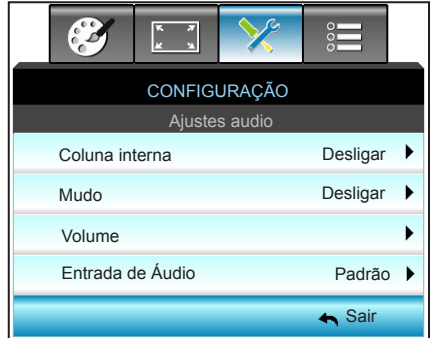 CONFIGURAÇÃO
Ajustes audio
Coluna interna Desligar
Mudo Desligar
Volume
Entrada de Áudio Padrão
Sair